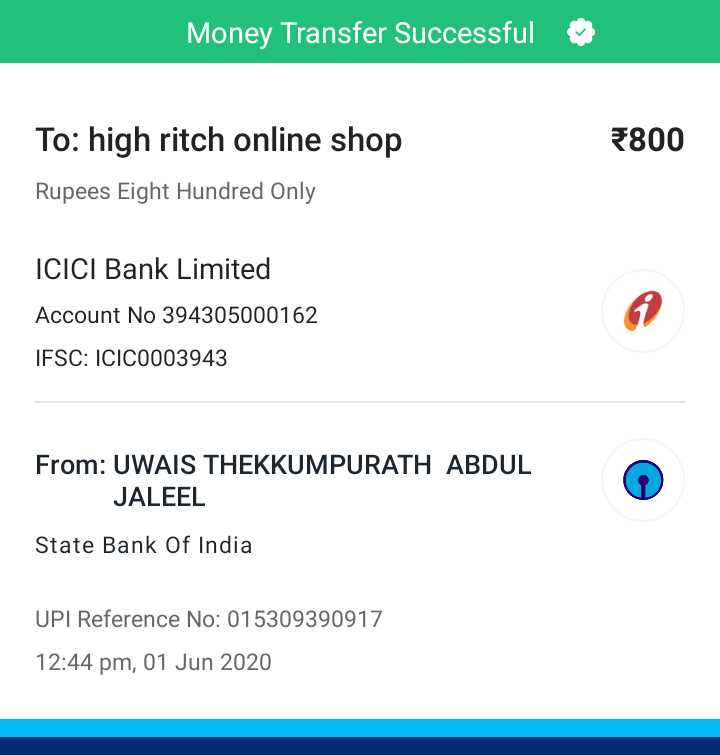 Money Transfer Successful
To: high ritch online shop ₹800
Rupees Eight Hundred Only
ICICI Bank Limited
Account No 394305000162
IFSC: ICIC0003943
From: UWAIS THEKKUMPURATH ABDUL
JALEEL
State Bank Of India
UPI Reference No: 015309390917
12:44 pm, 01 Jun 2020